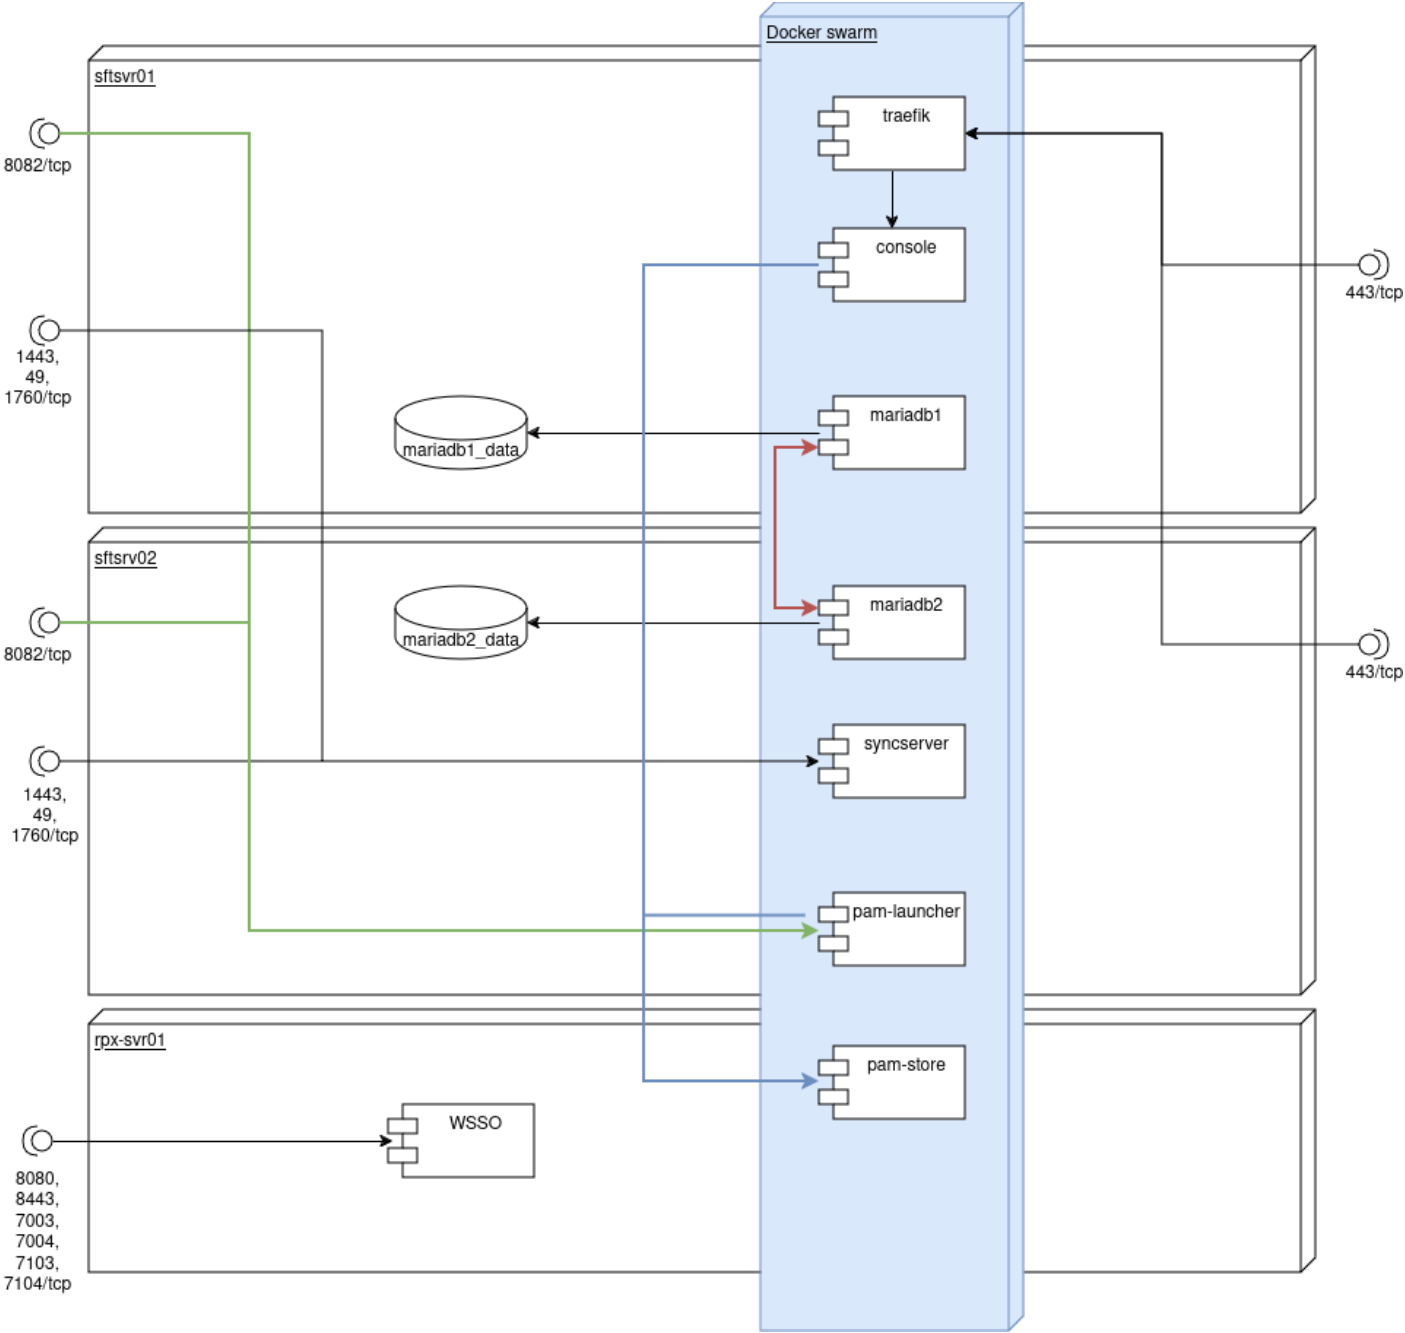 Docker swarm
sftsvr01
traefik
8082/tcp
console
443/tcp
1443,
49,
1760/tcp
mariadb1
mariadb1_data
sftsrv02
mariadb2
mariadb2_data
8082/tcp
443/tcp
syncserver
1443,
49,
1760/tcp
pam-launcher
rpx-svr01
pam-store
WSSO
8080,
8443,
7003,
7004,
7103,
7104/tcp